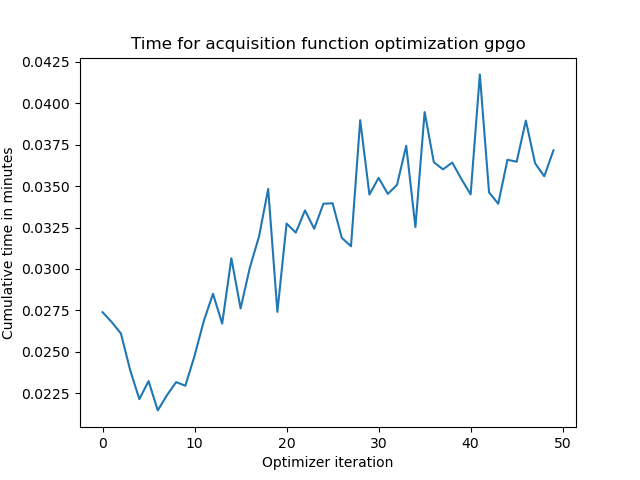 Time for acquisition function optimization gpgo
Cumulative time in minutes
0.0425
0.0400
0.0375
0.0350
0.0325
0.0300
0.0275
0.0250
0.0225
0 10 20 30 40 50
Optimizer iteration